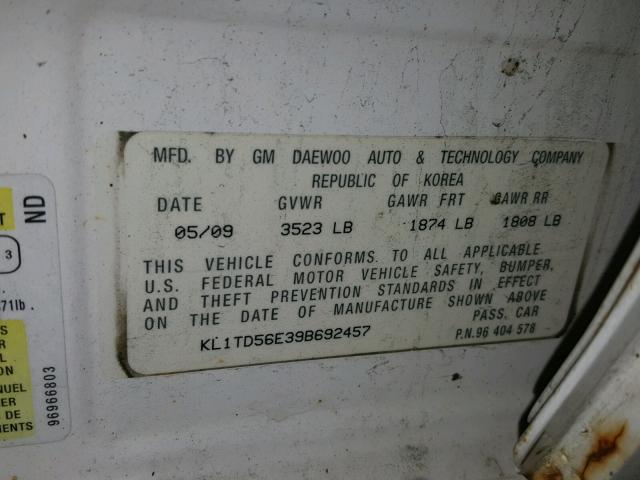 MFD. BY GM DAEWOO AUTO & TECHNOLOGY COMPANY
REPUBLIC OF KOREA
DATE GVWR GAWR FRT GAWR RR
05/09 3523 LB 1874 LB 1808 LB
THIS VEHICLE CONFORMS TO ALL APPLICABLE
U.S. FEDERAL MOTOR VEHICLE SAFETY, BUMPER,
AND THEFT PREVENTION STANDARDS IN EFFECT
ON THE DATE OF MANUFACTURE SHOWN ABOVE
PASS. CAR
KL1TD56E39B692457
P.N.96 404 578
ND
3
71lb.
96966803